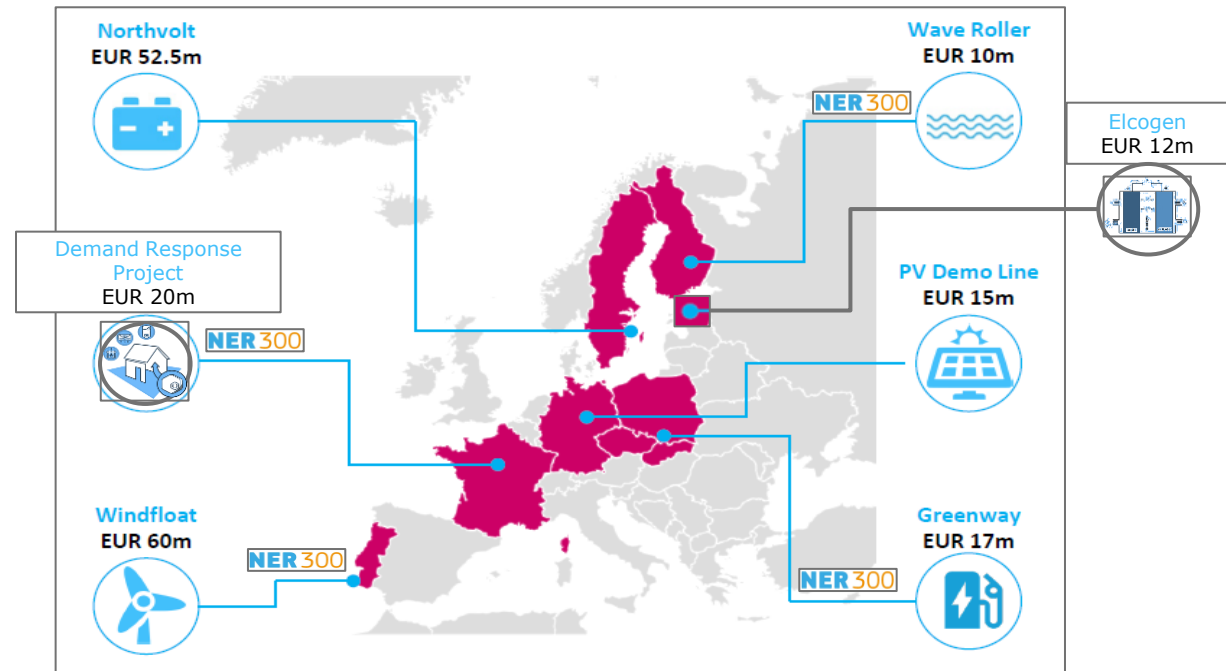 Northvolt
EUR 52.5m
Wave Roller
EUR 10m
NER300
Elcogen
EUR 12m
Demand Response
Project
EUR 20m
NER300
PV Demo Line
EUR 15m
Windfloat
EUR 60m
NER300
Greenway
EUR 17m
NER300